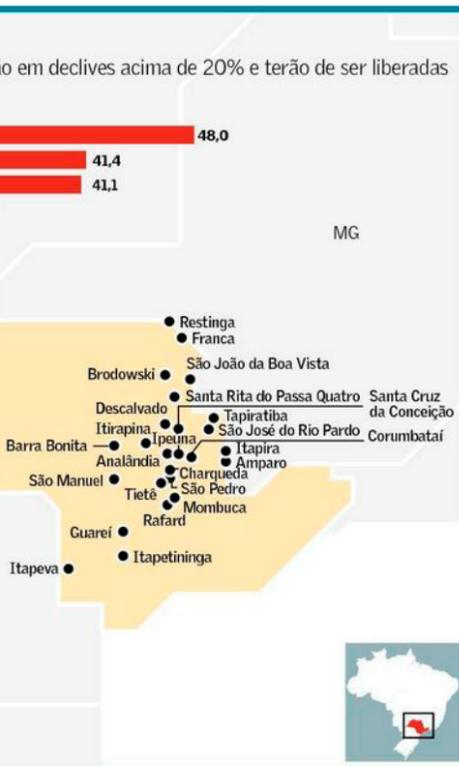 ão em declives acima de 20% e terão de ser liberadas
48,0
41,4
41,1
MG
Restinga
Franca
São João da Boa Vista
Brodowski
Santa Rita do Passa Quatro
Santa Cruz
da Conceição
Descalvado
Tapiratiba
Itirapina
São José do Rio Pardo
Corumbataí
Ipeúna
Barra Bonita
Itapira
Analândia
Amparo
Charqueda
São Manuel
São Pedro
Tietê
Mombuca
Rafard
Guareí
Itapetininga
Itapeva